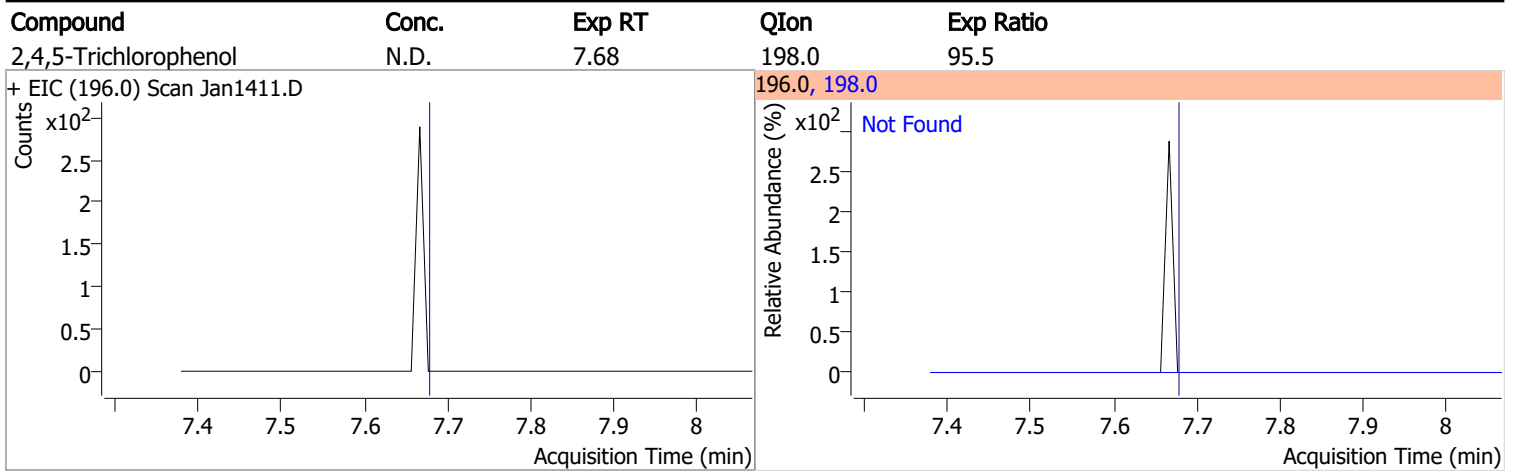 Compound Conc. Exp RT QIon Exp Ratio
2,4,5-Trichlorophenol N.D. 7.68 198.0 95.5
+ EIC (196.0) Scan Jan1411.D
Counts
x102
2.5
2
1.5
1
0.5
0
7.4 7.5 7.6 7.7 7.8 7.9 8
Acquisition Time (min)
196.0, 198.0
Relative Abundance (%)
x102
Not Found
2.5
2
1.5
1
0.5
0
7.4 7.5 7.6 7.7 7.8 7.9 8
Acquisition Time (min)